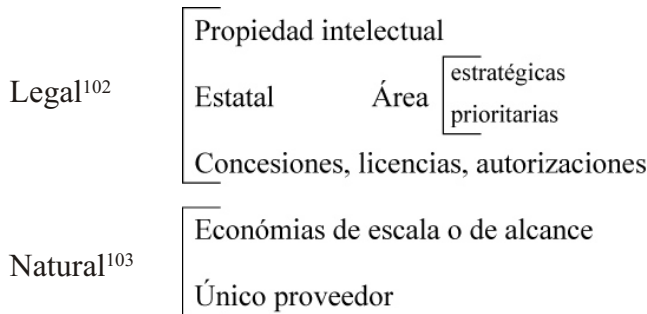 Propiedad intelectual
Legal¹⁰² Estatal Área estratégicas
prioritarias
Concesiones, licencias, autorizaciones
Natural¹⁰³ Económias de escala o de alcance
Único proveedor